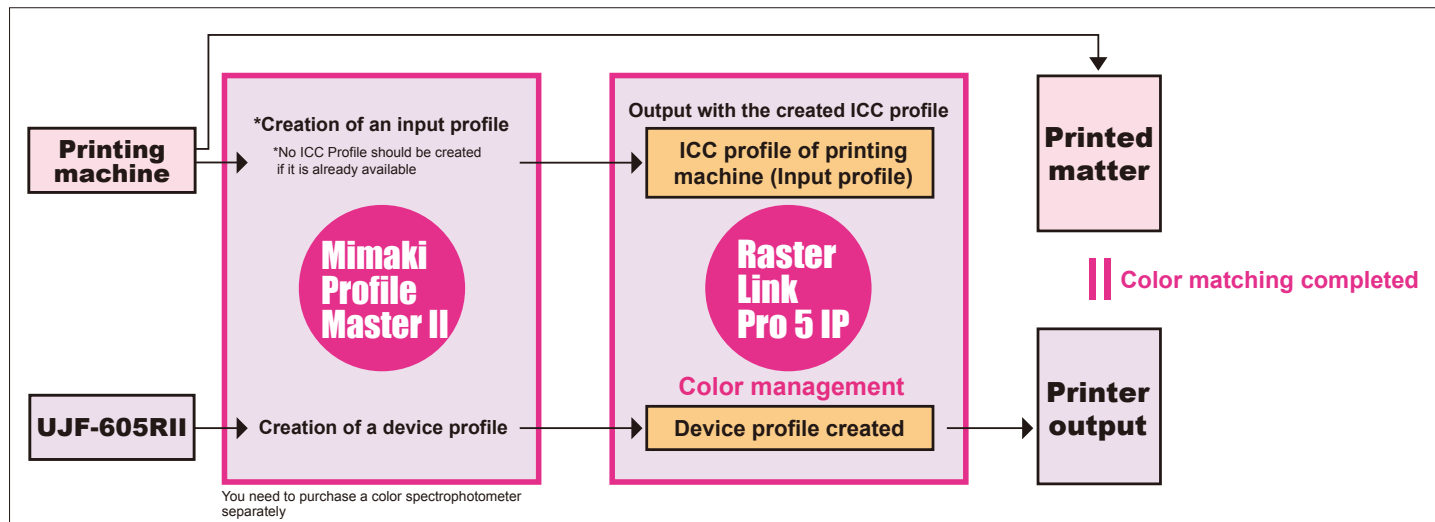 Printing
machine
*Creation of an input profile
*No ICC Profile should be created
if it is already available
Mimaki
Profile
Master II
UJF-605RII
Creation of a device profile
You need to purchase a color spectrophotometer
separately
Output with the created ICC profile
ICC profile of printing
machine (Input profile)
Raster
Link
Pro 5 IP
Color management
Device profile created
Printed
matter
Color matching completed
Printer
output